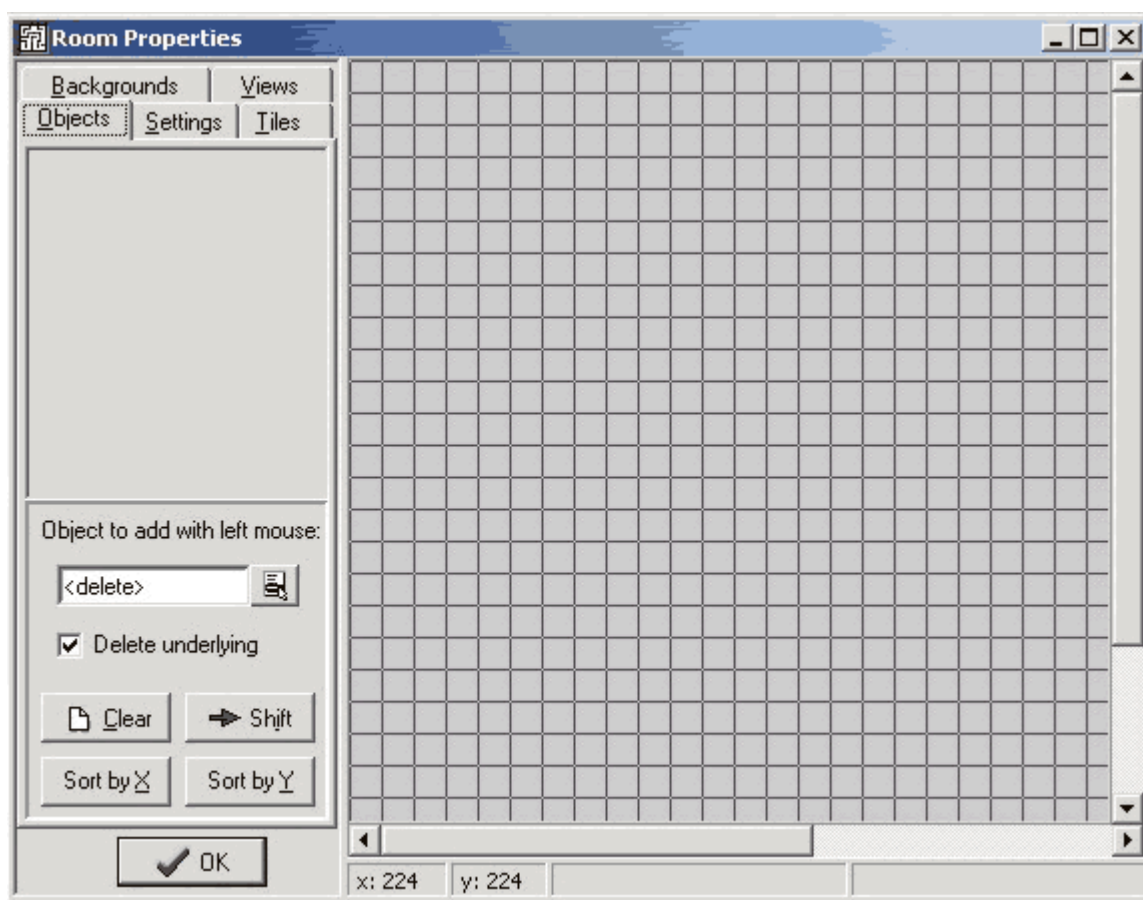 Room Properties
Backgrounds Views
Objects Settings Tiles
Object to add with left mouse:
<delete>
Delete underlying
Clear Shift
Sort by X Sort by Y
OK
x: 224 y: 224